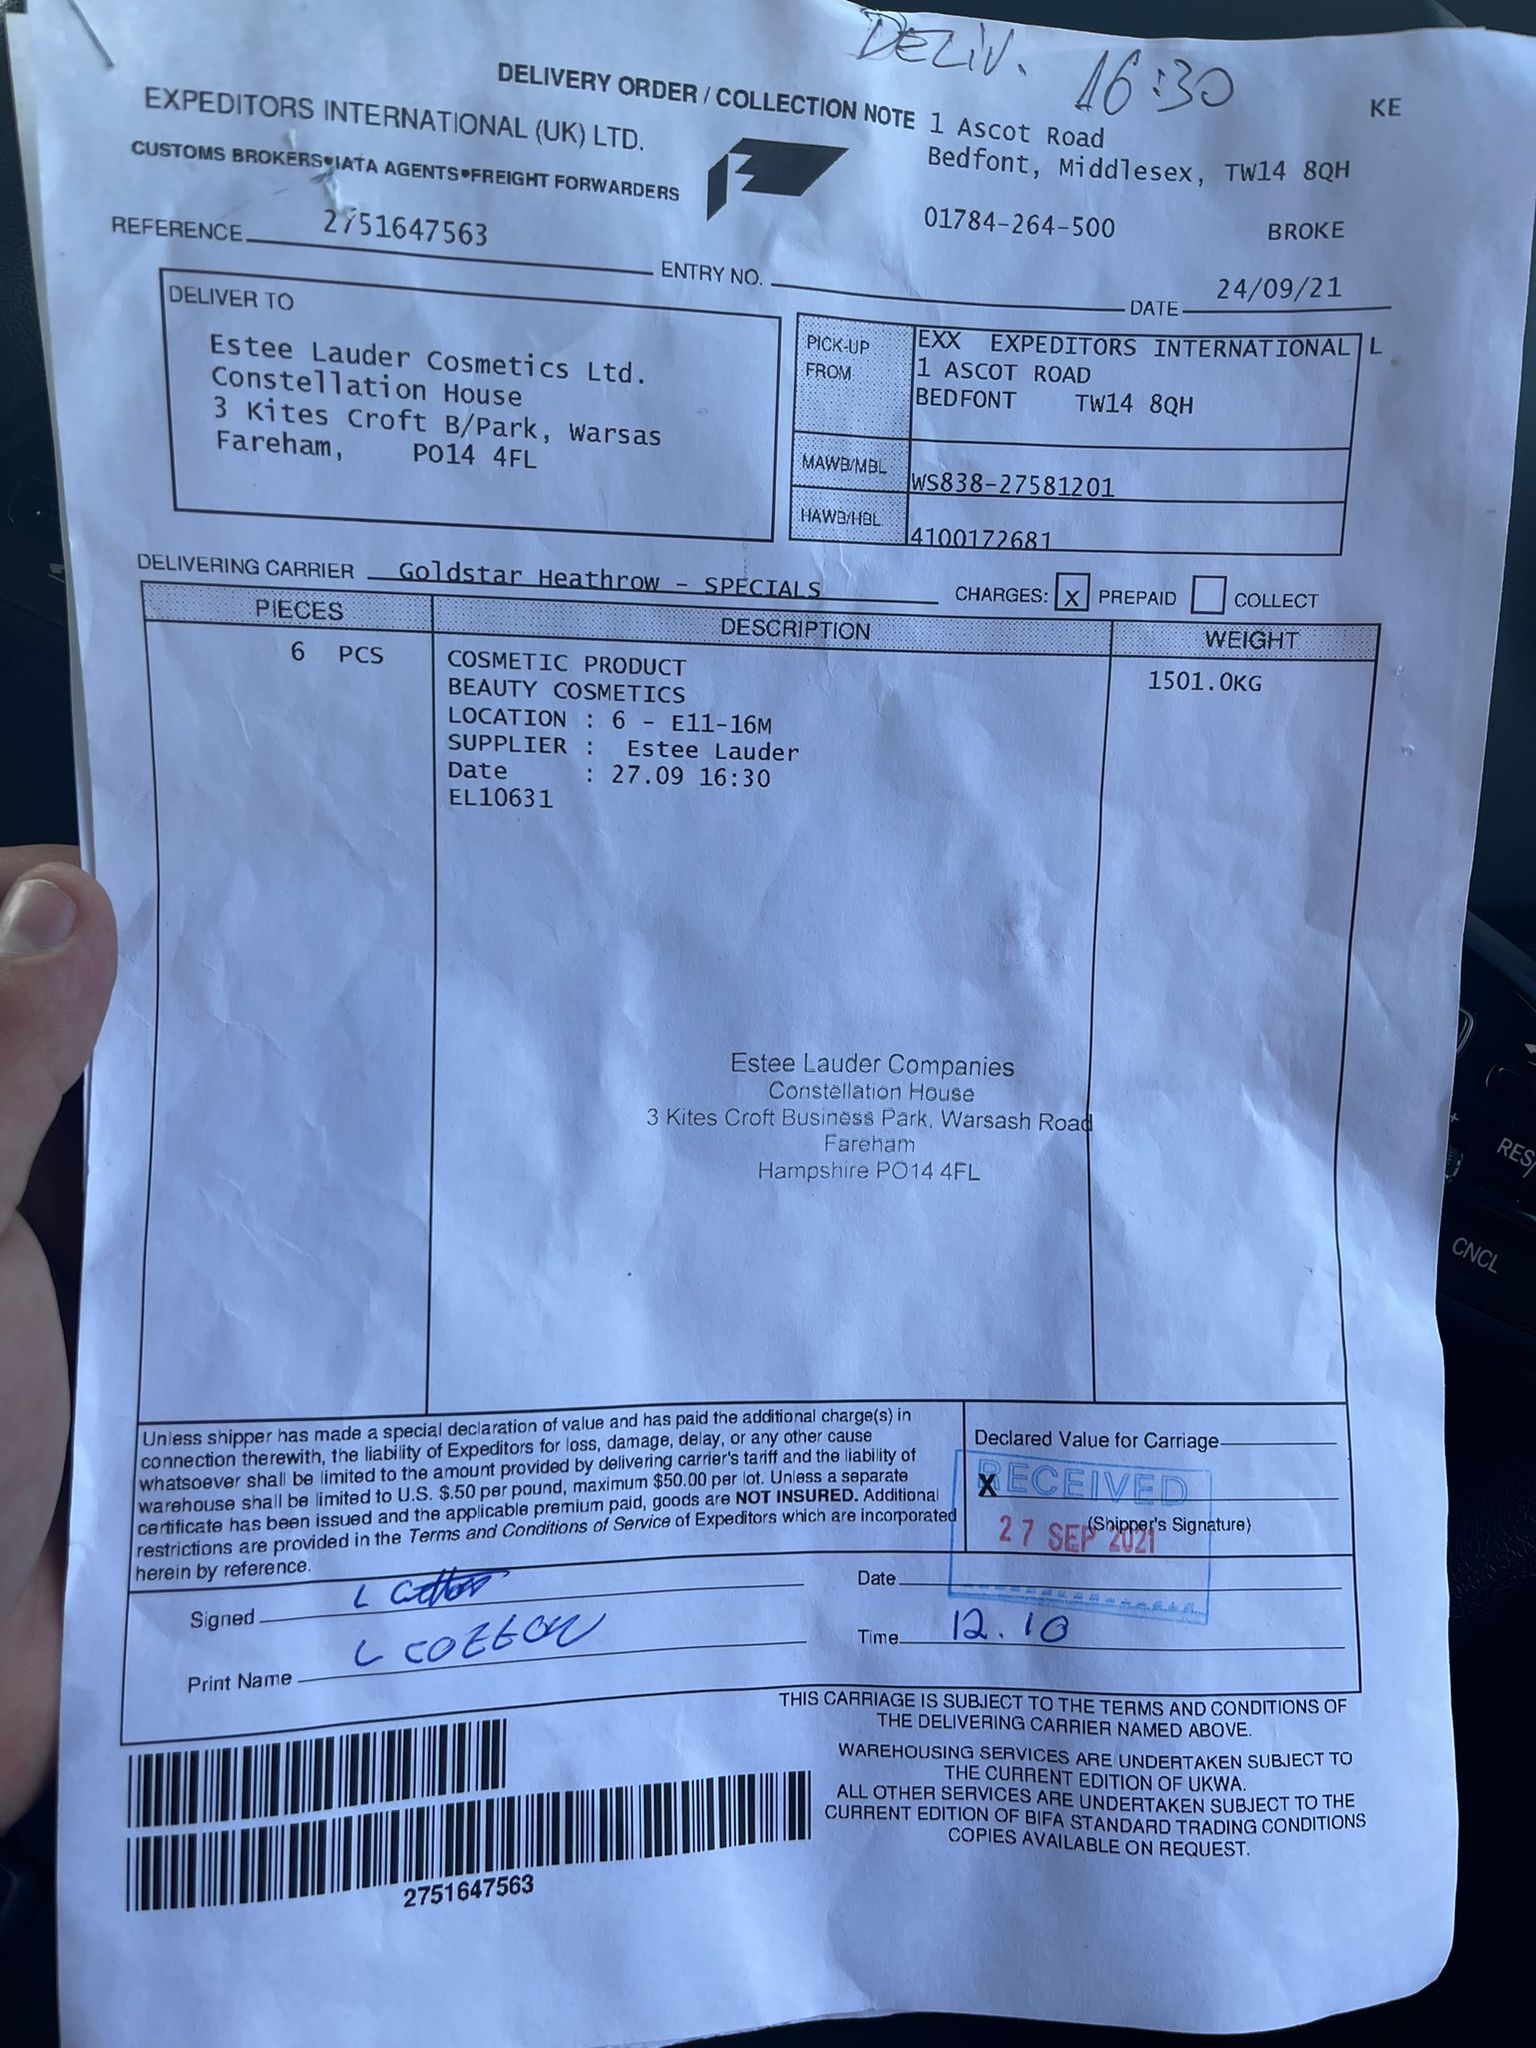 DELIV. 16:30
DELIVERY ORDER / COLLECTION NOTE
KE
EXPEDITORS INTERNATIONAL (UK) LTD.
CUSTOMS BROKERS•IATA AGENTS•FREIGHT FORWARDERS
1 Ascot Road
Bedfont, Middlesex, TW14 8QH
01784-264-500 BROKE
REFERENCE 2751647563
ENTRY NO.
DATE 24/09/21
DELIVER TO
Estee Lauder Cosmetics Ltd.
Constellation House
3 Kites Croft B/Park, Warsas
Fareham, PO14 4FL
PICK-UP FROM
EXX EXPEDITORS INTERNATIONAL L
1 ASCOT ROAD
BEDFONT TW14 8QH
MAWB/MBL WS838-27581201
HAWB/HBL 4100172681
DELIVERING CARRIER Goldstar Heathrow - SPECIALS
CHARGES: X PREPAID COLLECT
PIECES DESCRIPTION WEIGHT
6 PCS COSMETIC PRODUCT 1501.0KG
BEAUTY COSMETICS
LOCATION : 6 - E11-16M
SUPPLIER : Estee Lauder
Date : 27.09 16:30
EL10631
Estee Lauder Companies
Constellation House
3 Kites Croft Business Park, Warsash Road
Fareham
Hampshire PO14 4FL
Unless shipper has made a special declaration of value and has paid the additional charge(s) in
connection therewith, the liability of Expeditors for loss, damage, delay, or any other cause
whatsoever shall be limited to the amount provided by delivering carrier's tariff and the liability of
warehouse shall be limited to U.S. $.50 per pound, maximum $50.00 per lot. Unless a separate
certificate has been issued and the applicable premium paid, goods are NOT INSURED. Additional
restrictions are provided in the Terms and Conditions of Service of Expeditors which are incorporated
herein by reference.
Declared Value for Carriage
X
RECEIVED
(Shipper's Signature)
27 SEP 2021
Signed L
Date
Print Name L COTTON
Time 12.10
THIS CARRIAGE IS SUBJECT TO THE TERMS AND CONDITIONS OF
THE DELIVERING CARRIER NAMED ABOVE.
WAREHOUSING SERVICES ARE UNDERTAKEN SUBJECT TO
THE CURRENT EDITION OF UKWA.
ALL OTHER SERVICES ARE UNDERTAKEN SUBJECT TO THE
CURRENT EDITION OF BIFA STANDARD TRADING CONDITIONS
COPIES AVAILABLE ON REQUEST.
2751647563
RES/
CNCL